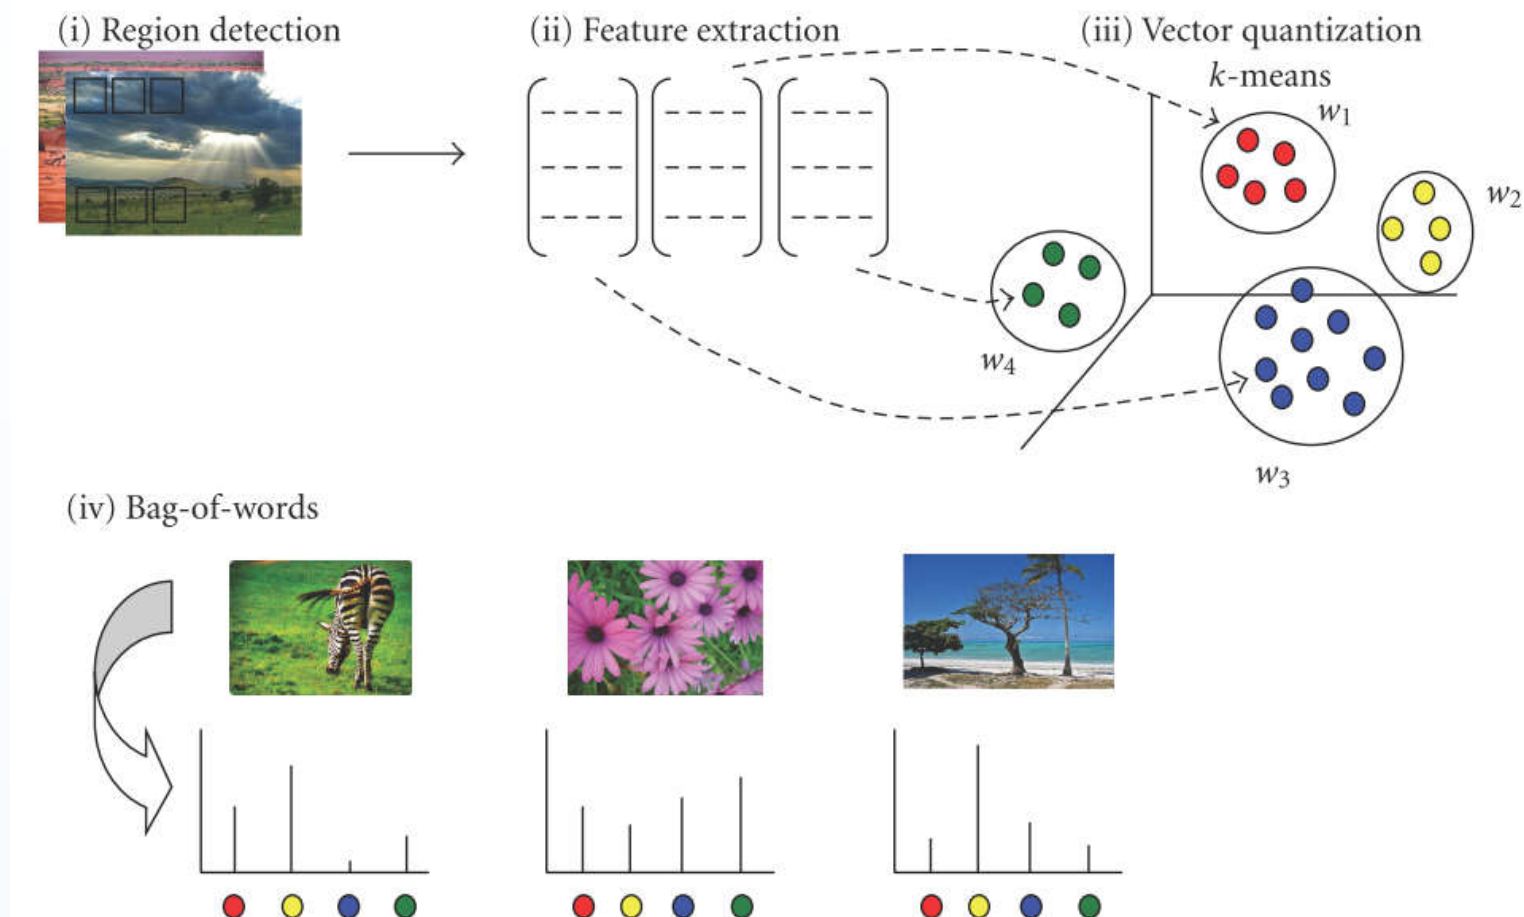 (i) Region detection
(ii) Feature extraction
(iii) Vector quantization
k-means
w1
w2
w4
w3
(iv) Bag-of-words